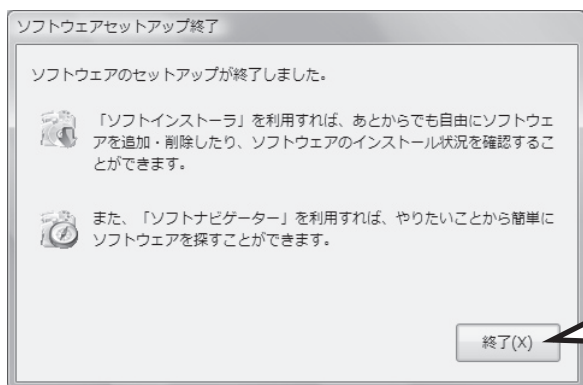 ソフトウェアセットアップ終了
ソフトウェアのセットアップが終了しました。
「ソフトインストーラ」を利用すれば、あとからでも自由にソフトウェ
アを追加・削除したり、ソフトウェアのインストール状況を確認するこ
とができます。
また、「ソフトナビゲーター」を利用すれば、やりたいことから簡単に
ソフトウェアを探すことができます。
終了(X)